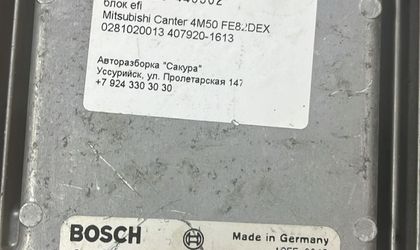 блок efi
Mitsubishi Canter 4M50 FE82DEX
0281020013 407920-1613
Авторазборка "Сакура"
Уссурийск, ул. Пролетарская 147
+7 924 330 30 30
BOSCH
Made in Germany